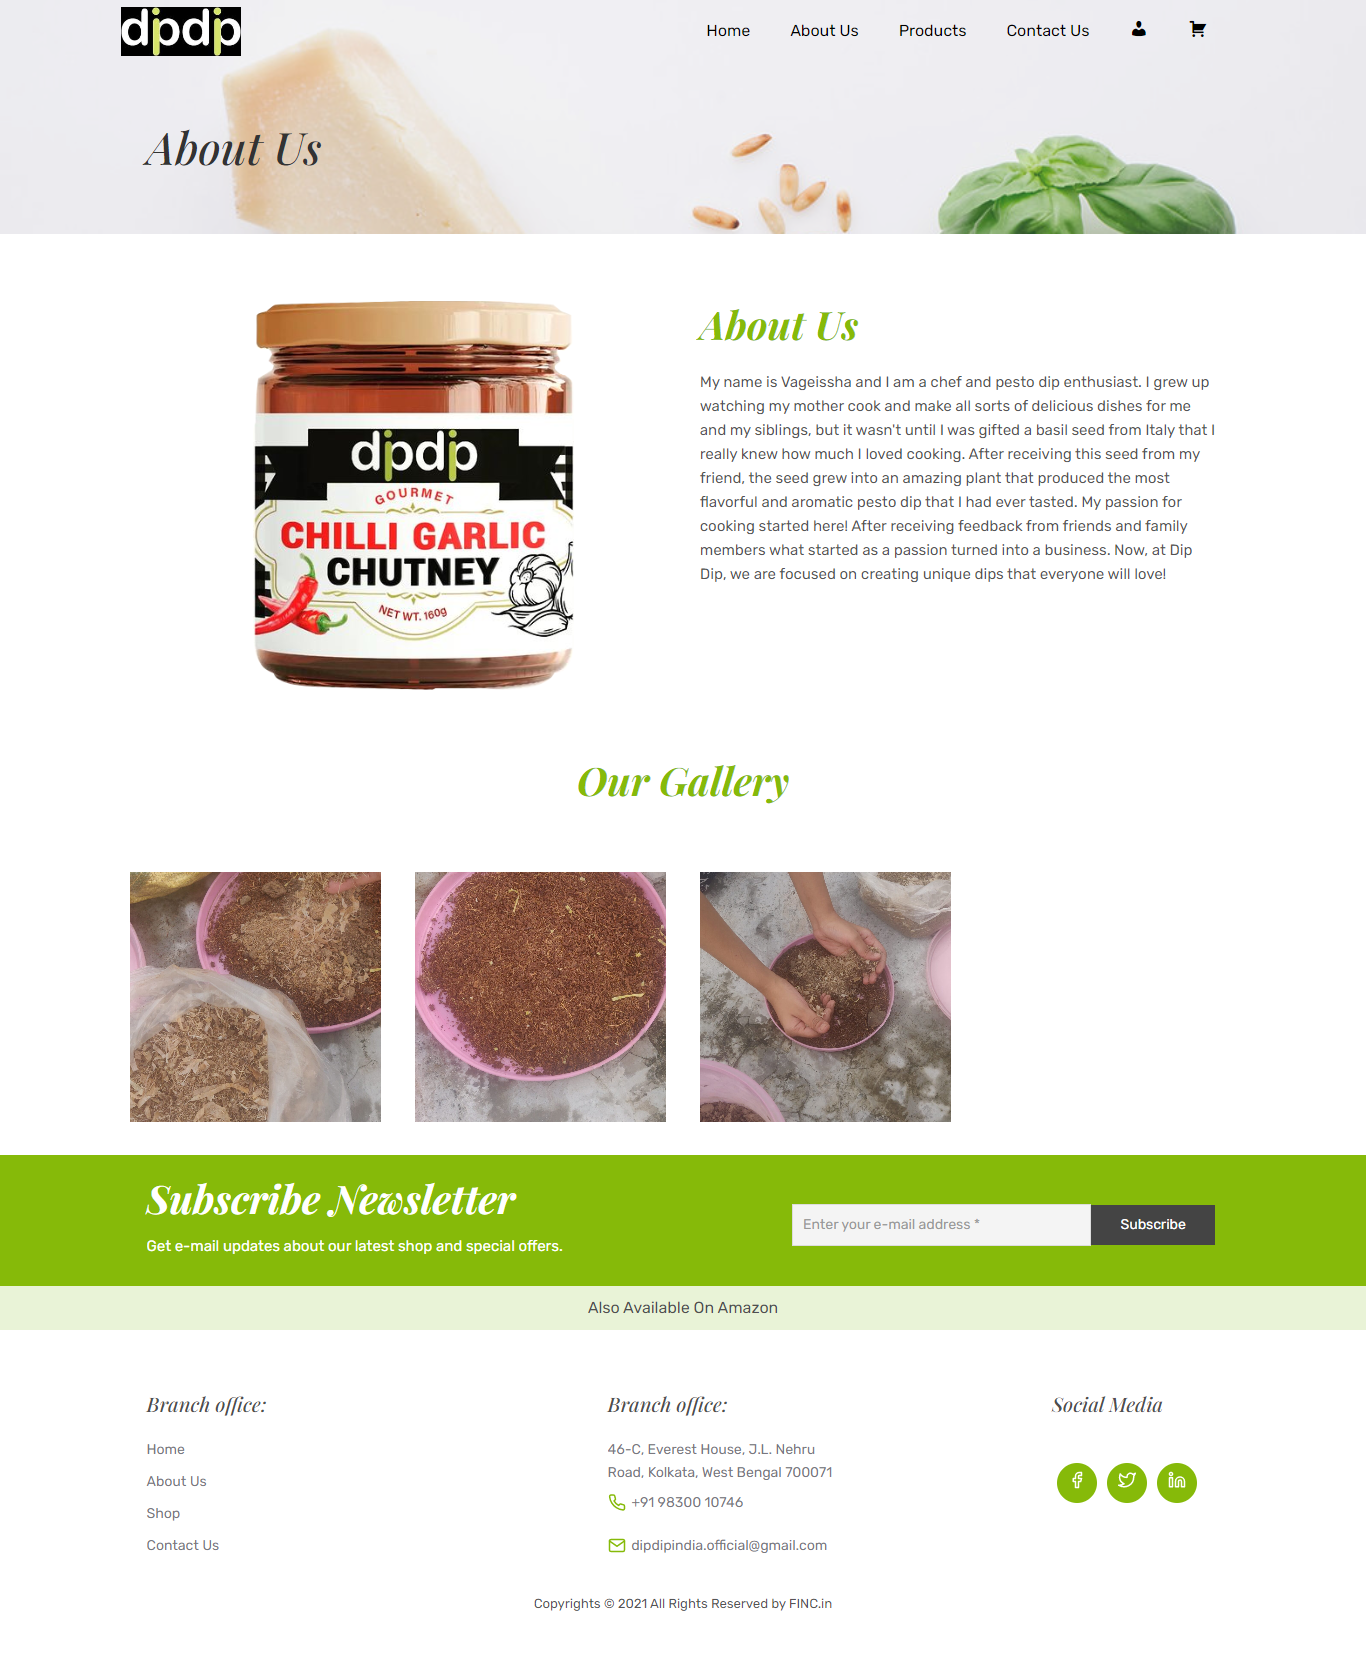 dipdip
Home About Us Products Contact Us
About Us
dipdip
GOURMET
CHILLI GARLIC
CHUTNEY
NET WT. 160g
About Us
My name is Vageissha and I am a chef and pesto dip enthusiast. I grew up
watching my mother cook and make all sorts of delicious dishes for me
and my siblings, but it wasn't until I was gifted a basil seed from Italy that I
really knew how much I loved cooking. After receiving this seed from my
friend, the seed grew into an amazing plant that produced the most
flavorful and aromatic pesto dip that I had ever tasted. My passion for
cooking started here! After receiving feedback from friends and family
members what started as a passion turned into a business. Now, at Dip
Dip, we are focused on creating unique dips that everyone will love!
Our Gallery
Subscribe Newsletter
Get e-mail updates about our latest shop and special offers.
Enter your e-mail address *
Subscribe
Also Available On Amazon
Branch office:
Home
About Us
Shop
Contact Us
Branch office:
46-C, Everest House, J.L. Nehru
Road, Kolkata, West Bengal 700071
+91 98300 10746
dipdipindia.official@gmail.com
Social Media
Copyrights © 2021 All Rights Reserved by FINC.in